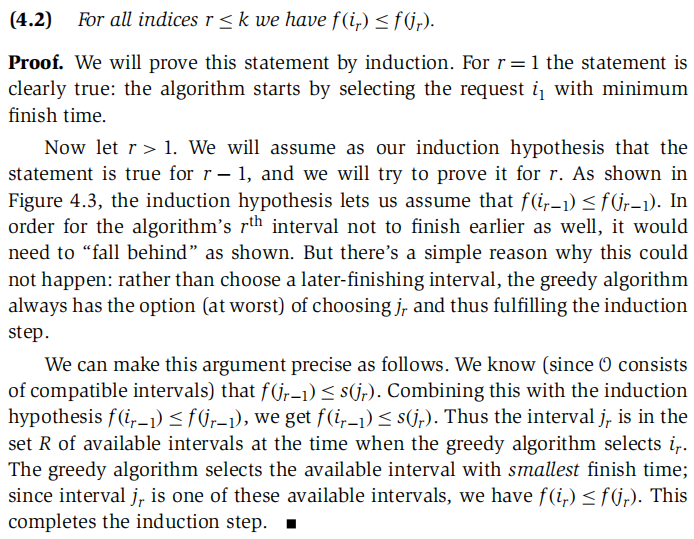 (4.2) For all indices r ≤ k we have f(i_r) ≤ f(j_r).
Proof. We will prove this statement by induction. For r = 1 the statement is
clearly true: the algorithm starts by selecting the request i_1 with minimum
finish time.
Now let r > 1. We will assume as our induction hypothesis that the
statement is true for r − 1, and we will try to prove it for r. As shown in
Figure 4.3, the induction hypothesis lets us assume that f(i_{r−1}) ≤ f(j_{r−1}). In
order for the algorithm's r^{th} interval not to finish earlier as well, it would
need to “fall behind” as shown. But there's a simple reason why this could
not happen: rather than choose a later-finishing interval, the greedy algorithm
always has the option (at worst) of choosing j_r and thus fulfilling the induction
step.
We can make this argument precise as follows. We know (since 𝒪 consists
of compatible intervals) that f(j_{r−1}) ≤ s(j_r). Combining this with the induction
hypothesis f(i_{r−1}) ≤ f(j_{r−1}), we get f(i_{r−1}) ≤ s(j_r). Thus the interval j_r is in the
set R of available intervals at the time when the greedy algorithm selects i_r.
The greedy algorithm selects the available interval with smallest finish time;
since interval j_r is one of these available intervals, we have f(i_r) ≤ f(j_r). This
completes the induction step. ■